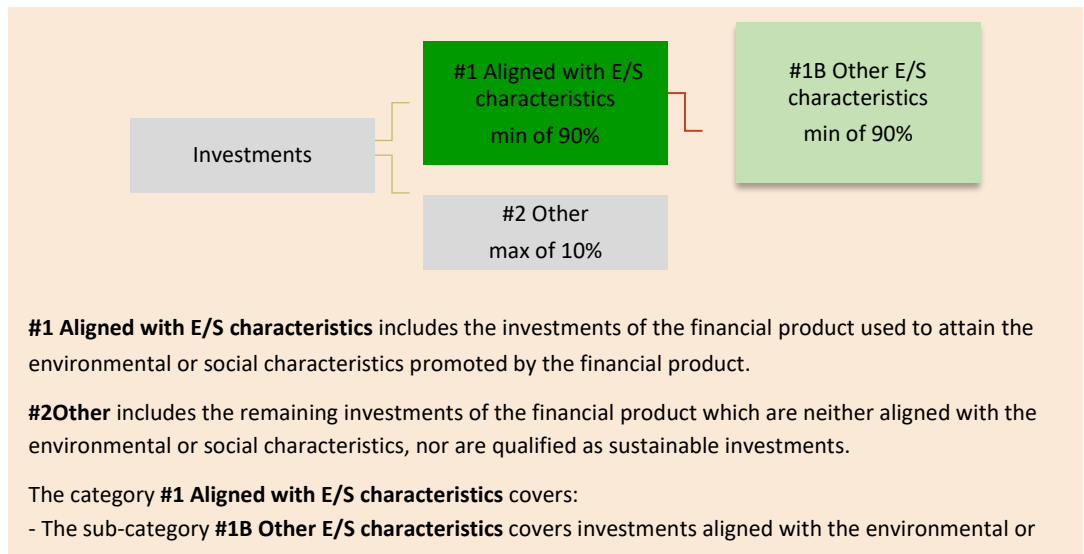 #1 Aligned with E/S
characteristics
min of 90%
#1B Other E/S
characteristics
min of 90%
Investments
#2 Other
max of 10%
#1 Aligned with E/S characteristics includes the investments of the financial product used to attain the
environmental or social characteristics promoted by the financial product.
#2Other includes the remaining investments of the financial product which are neither aligned with the
environmental or social characteristics, nor are qualified as sustainable investments.
The category #1 Aligned with E/S characteristics covers:
- The sub-category #1B Other E/S characteristics covers investments aligned with the environmental or